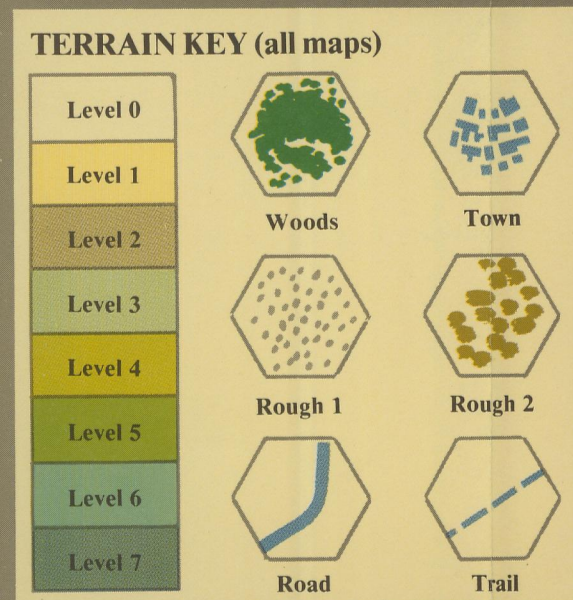 TERRAIN KEY (all maps)
Level 0
Level 1
Level 2
Level 3
Level 4
Level 5
Level 6
Level 7
Woods
Town
Rough 1
Rough 2
Road
Trail